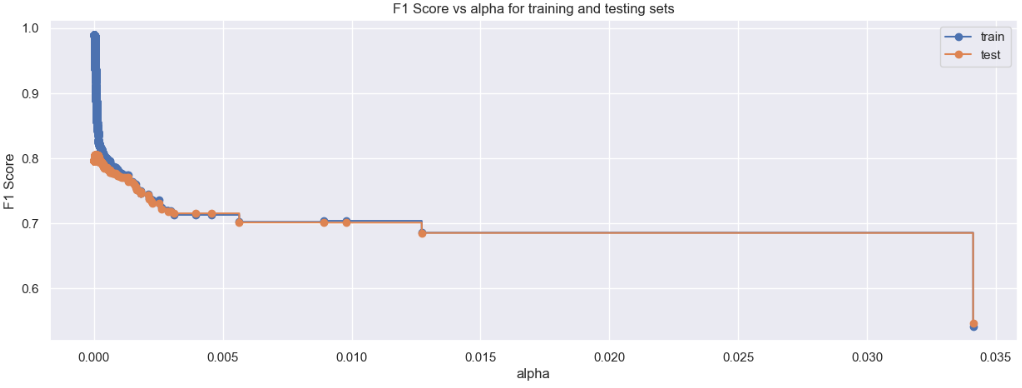 F1 Score vs alpha for training and testing sets
1.0
0.9
0.8
0.7
0.6
F1 Score
train
test
0.000 0.005 0.010 0.015 0.020 0.025 0.030 0.035
alpha